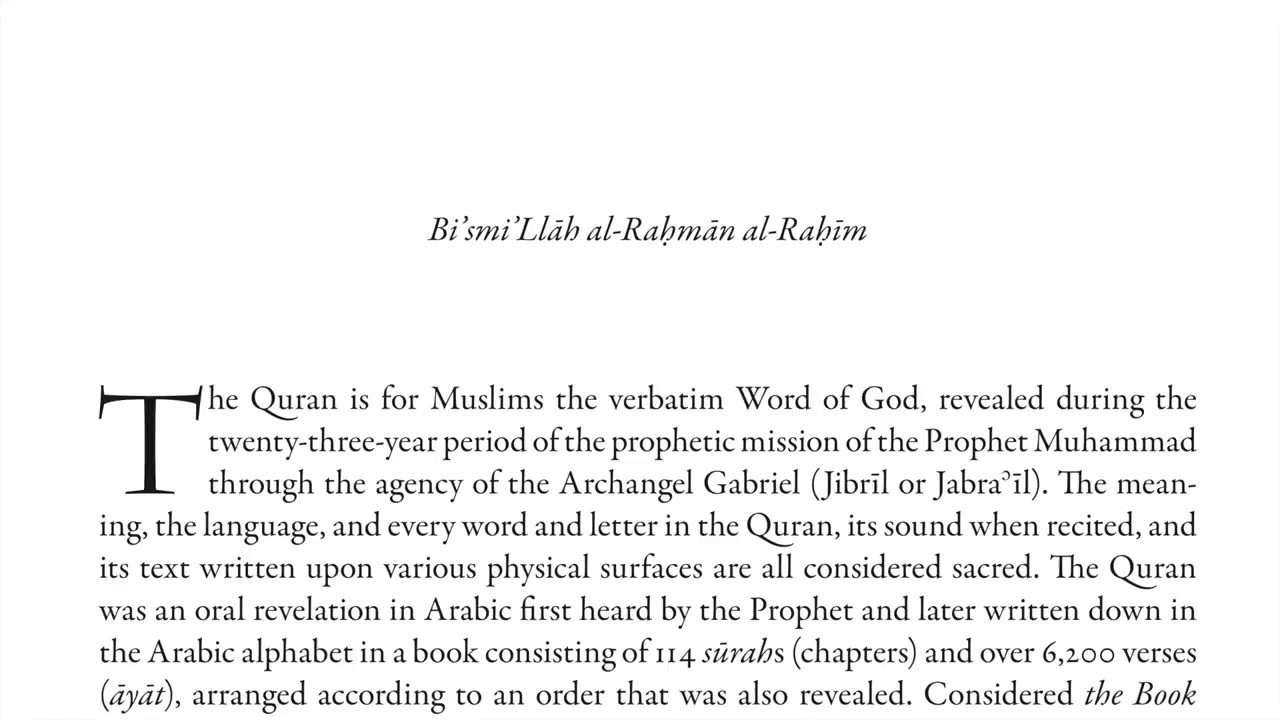 Bi’smi’Llāh al-Raḥmān al-Raḥīm
The Quran is for Muslims the verbatim Word of God, revealed during the
twenty-three-year period of the prophetic mission of the Prophet Muhammad
through the agency of the Archangel Gabriel (Jibrīl or Jabraʾīl). The mean-
ing, the language, and every word and letter in the Quran, its sound when recited, and
its text written upon various physical surfaces are all considered sacred. The Quran
was an oral revelation in Arabic first heard by the Prophet and later written down in
the Arabic alphabet in a book consisting of 114 sūrahs (chapters) and over 6,200 verses
(āyāt), arranged according to an order that was also revealed. Considered the Book